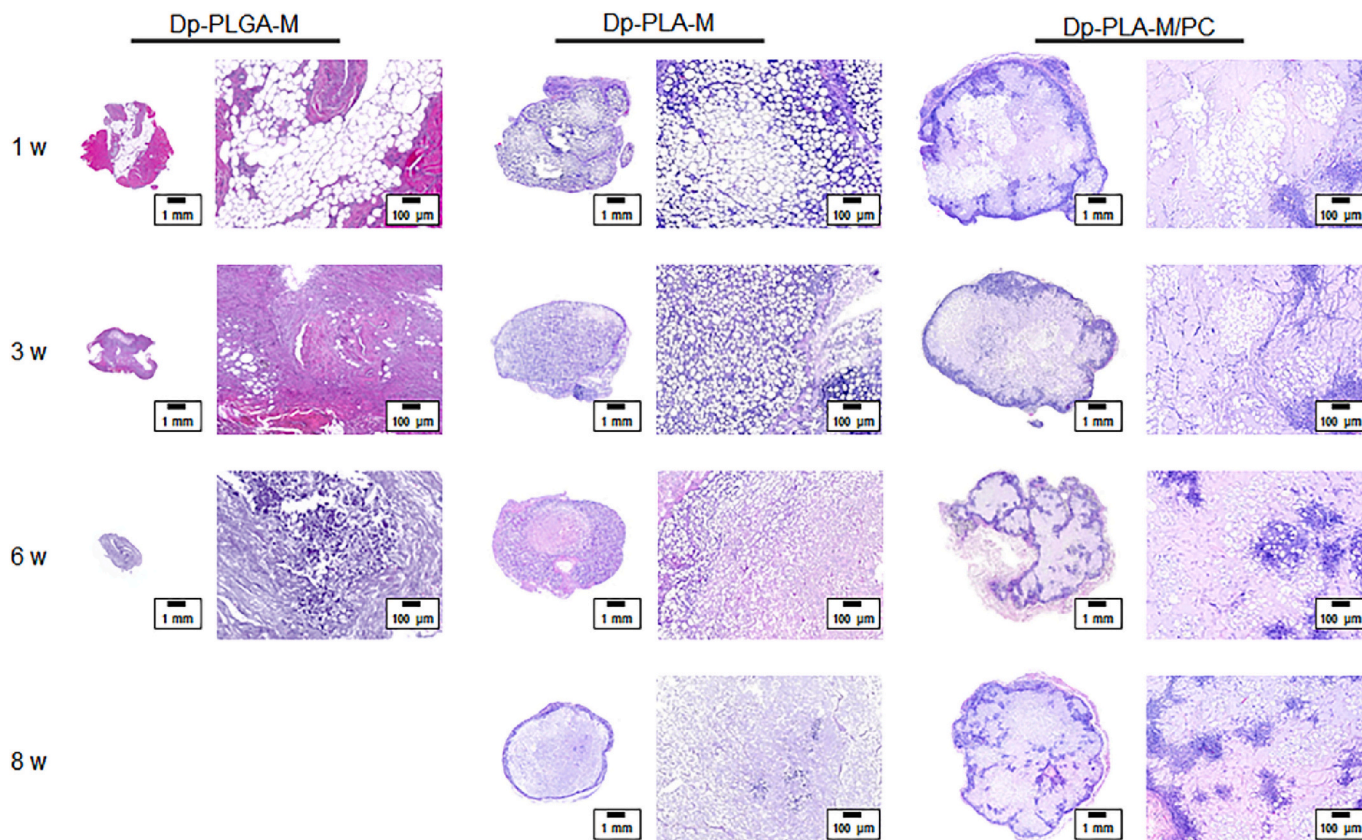 Dp-PLGA-M Dp-PLA-M Dp-PLA-M/PC
1 w
1 mm 100 µm 1 mm 100 µm 1 mm 100 µm
3 w
1 mm 100 µm 1 mm 100 µm 1 mm 100 µm
6 w
1 mm 100 µm 1 mm 100 µm 1 mm 100 µm
8 w
1 mm 100 µm 1 mm 100 µm